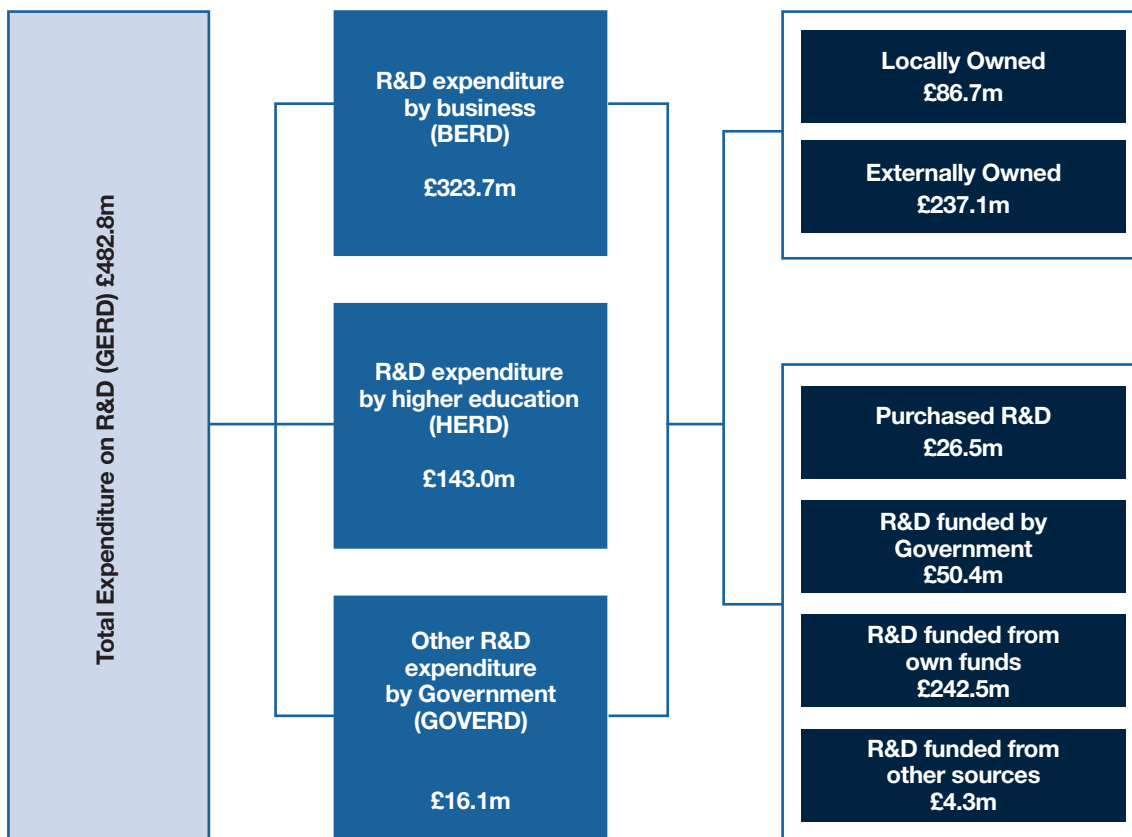 Total Expenditure on R&D (GERD) £482.8m
R&D expenditure
by business
(BERD)
£323.7m
R&D expenditure
by higher education
(HERD)
£143.0m
Other R&D
expenditure
by Government
(GOVERD)
£16.1m
Locally Owned
£86.7m
Externally Owned
£237.1m
Purchased R&D
£26.5m
R&D funded by
Government
£50.4m
R&D funded from
own funds
£242.5m
R&D funded from
other sources
£4.3m